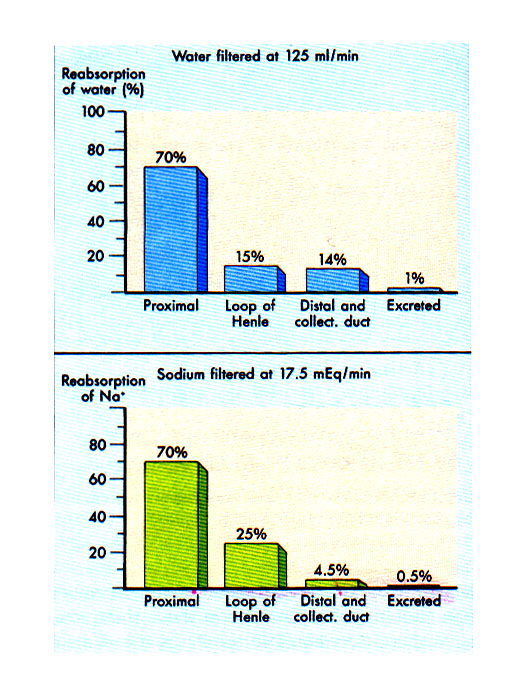 Water filtered at 125 ml/min
Reabsorption
of water (%)
100
80
60
40
20
70%
15%
14%
1%
Proximal
Loop of
Henle
Distal and
collect. duct
Excreted
Sodium filtered at 17.5 mEq/min
Reabsorption
of Na⁺
80
60
40
20
70%
25%
4.5%
0.5%
Proximal
Loop of
Henle
Distal and
collect. duct
Excreted